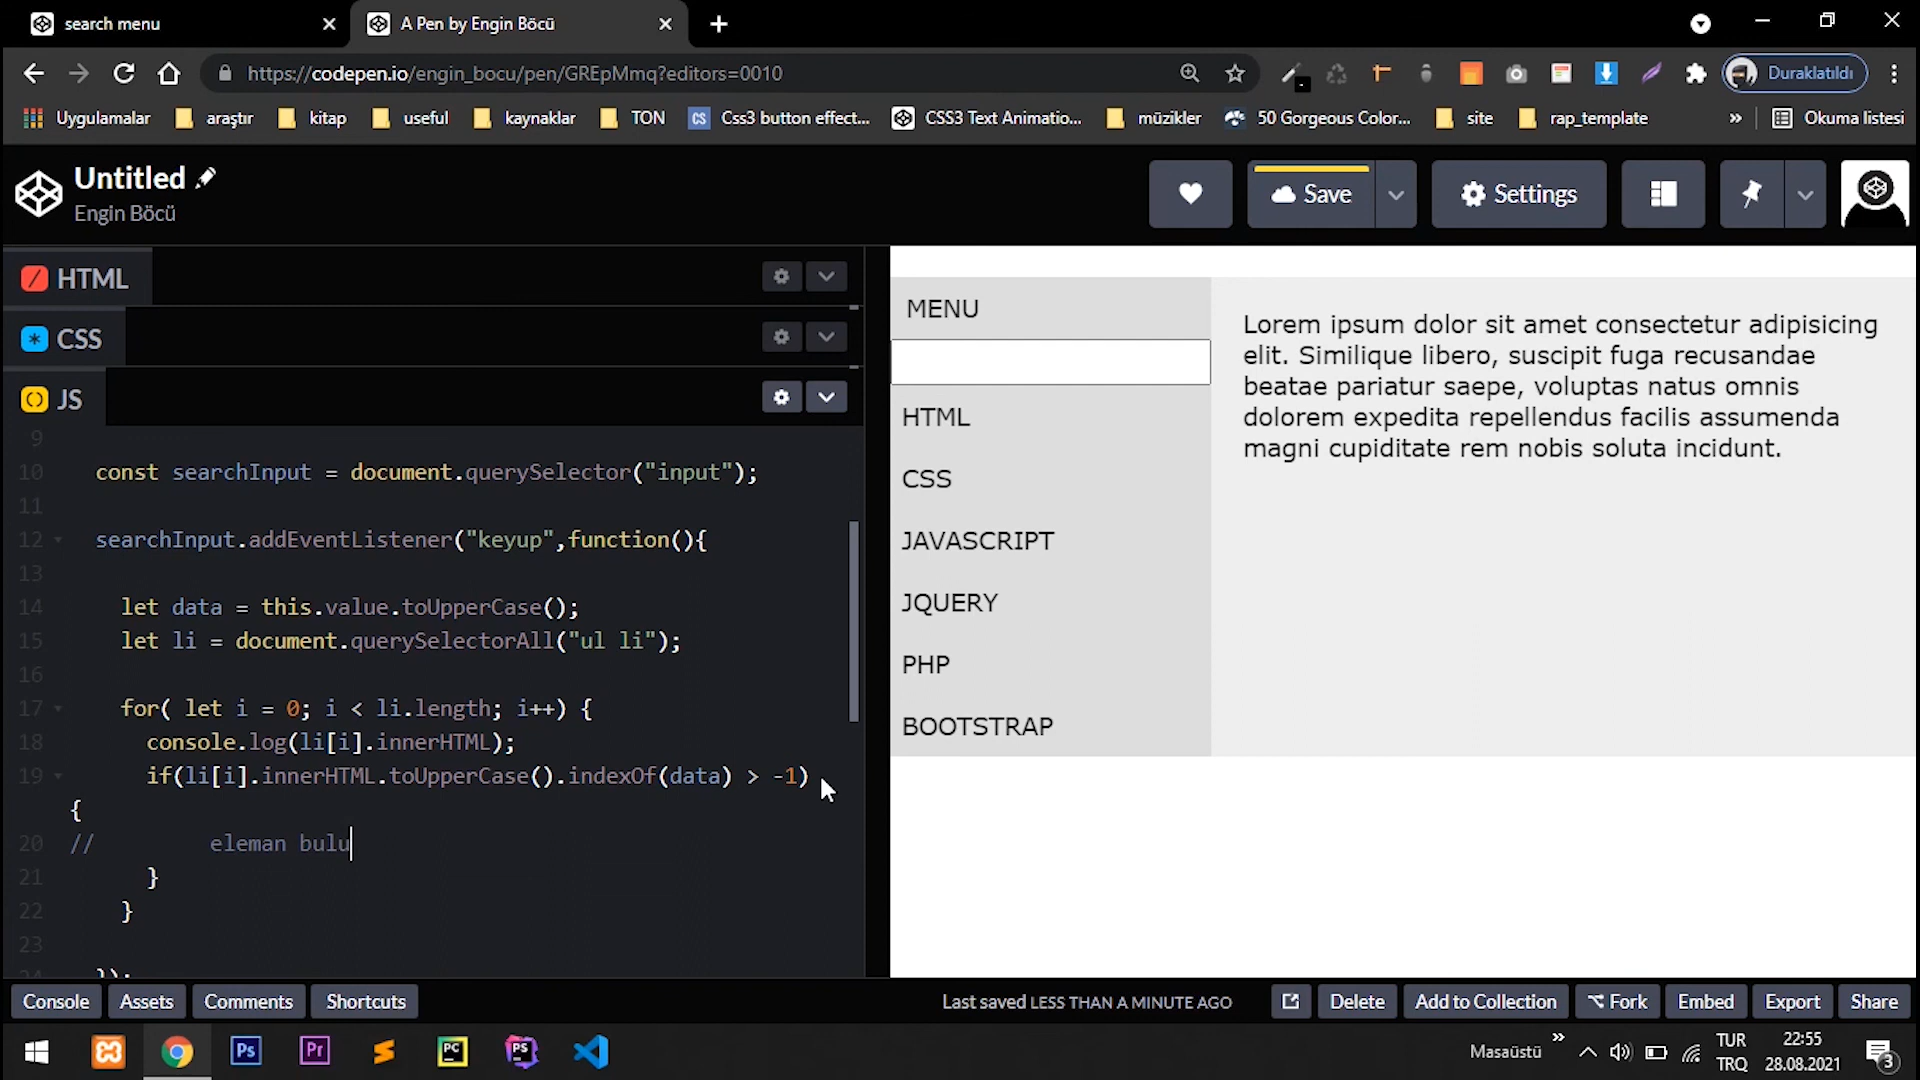 search menu
A Pen by Engin Böcü
https://codepen.io/engin_bocu/pen/GREpMmq?editors=0010
Duraklatıldı
Uygulamalar
araştır
kitap
useful
kaynaklar
TON
CS
Css3 button effect...
CSS3 Text Animatio...
müzikler
50 Gorgeous Color...
site
rap_template
»
Okuma listesi
Untitled
Engin Böcü
Save
Settings
HTML
CSS
JS
9
10 const searchInput = document.querySelector("input");
11
12 searchInput.addEventListener("keyup",function(){
13
14 let data = this.value.toUpperCase();
15 let li = document.querySelectorAll("ul li");
16
17 for( let i = 0; i < li.length; i++) {
18 console.log(li[i].innerHTML);
19 if(li[i].innerHTML.toUpperCase().indexOf(data) > -1)
{
20 // eleman bulu
21 }
22 }
23
24 });
MENU
HTML
CSS
JAVASCRIPT
JQUERY
PHP
BOOTSTRAP
Lorem ipsum dolor sit amet consectetur adipisicing
elit. Similique libero, suscipit fuga recusandae
beatae pariatur saepe, voluptas natus omnis
dolorem expedita repellendus facilis assumenda
magni cupiditate rem nobis soluta incidunt.
Console
Assets
Comments
Shortcuts
Last saved LESS THAN A MINUTE AGO
Delete
Add to Collection
Fork
Embed
Export
Share
Ps
Pr
PC
PS
Masaüstü
»
TUR
TRQ
22:55
28.08.2021
3